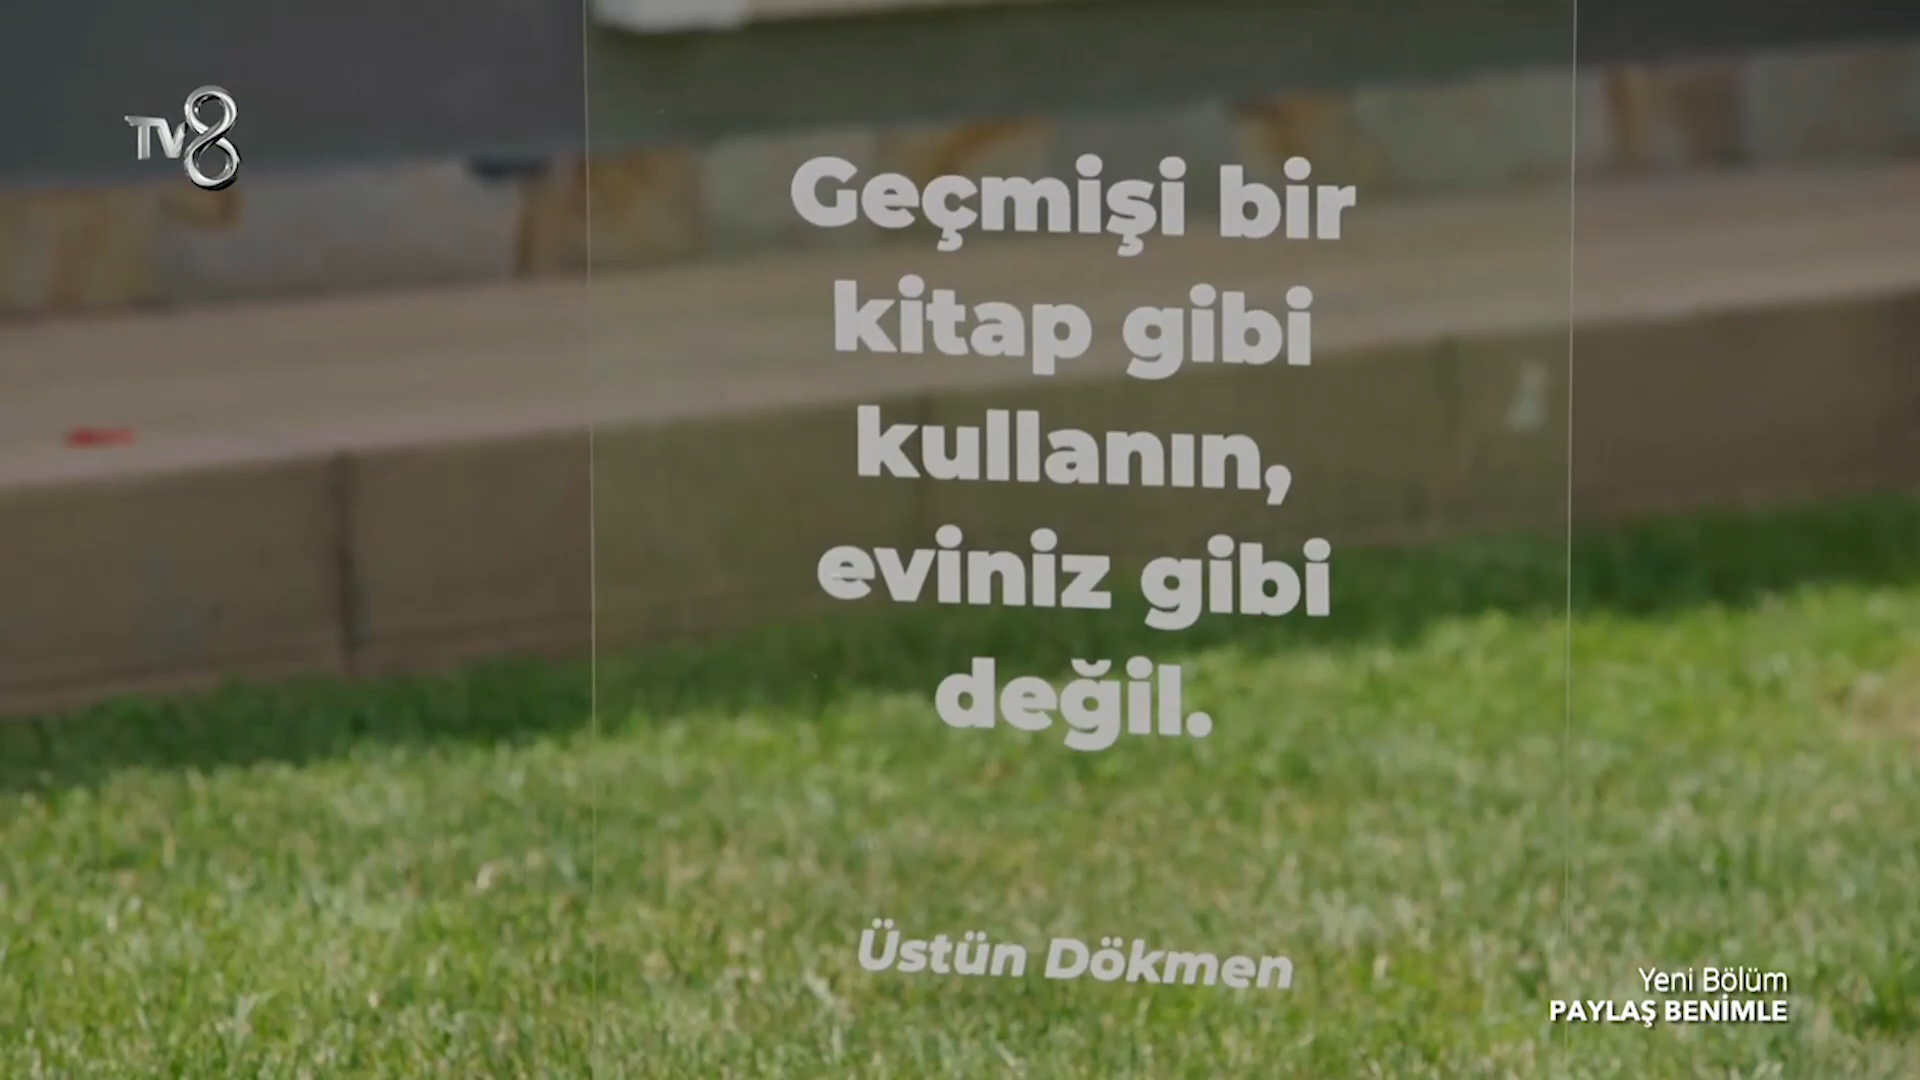 TV8
Geçmişi bir
kitap gibi
kullanın,
eviniz gibi
değil.
Üstün Dökmen
Yeni Bölüm
PAYLAŞ BENİMLE